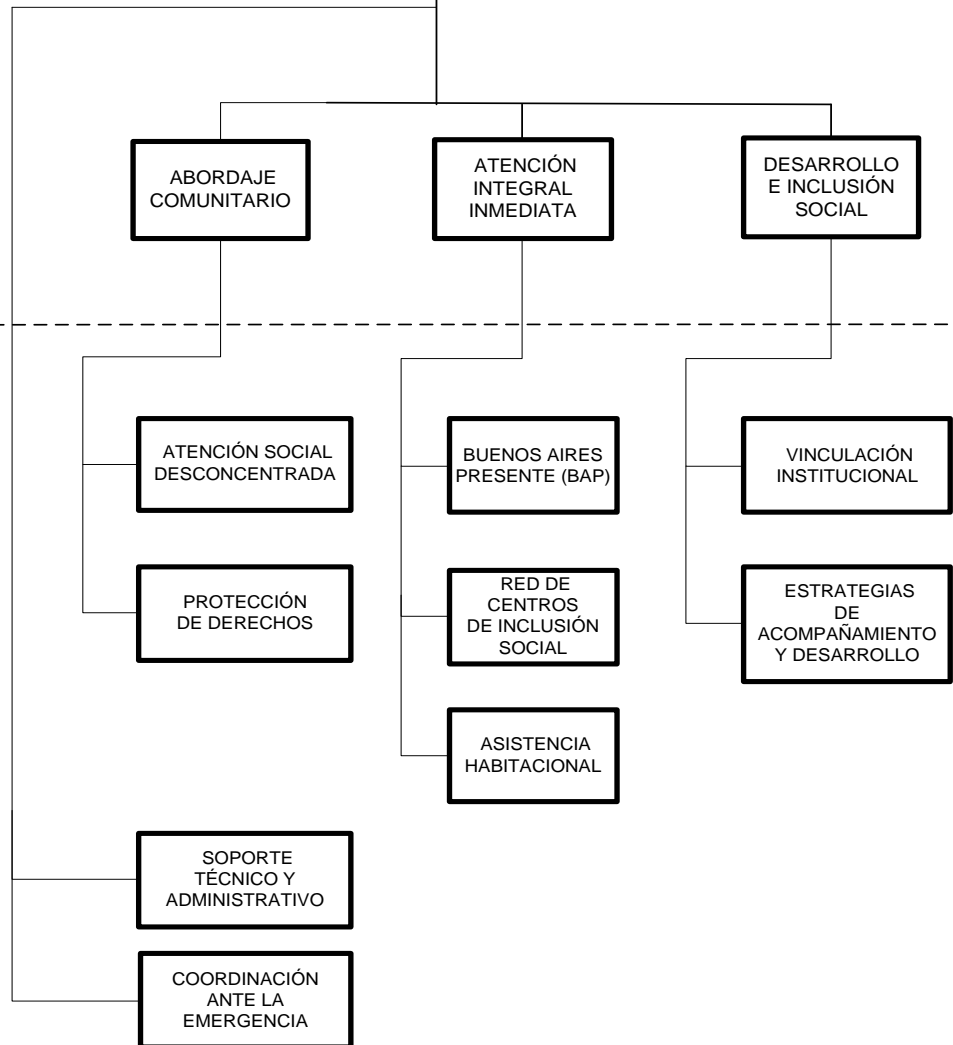 ABORDAJE
COMUNITARIO
ATENCIÓN
INTEGRAL
INMEDIATA
DESARROLLO
E INCLUSIÓN
SOCIAL
ATENCIÓN SOCIAL
DESCONCENTRADA
BUENOS AIRES
PRESENTE (BAP)
VINCULACIÓN
INSTITUCIONAL
PROTECCIÓN
DE DERECHOS
RED DE
CENTROS
DE INCLUSIÓN
SOCIAL
ESTRATEGIAS
DE
ACOMPAÑAMIENTO
Y DESARROLLO
ASISTENCIA
HABITACIONAL
SOPORTE
TÉCNICO Y
ADMINISTRATIVO
COORDINACIÓN
ANTE LA
EMERGENCIA